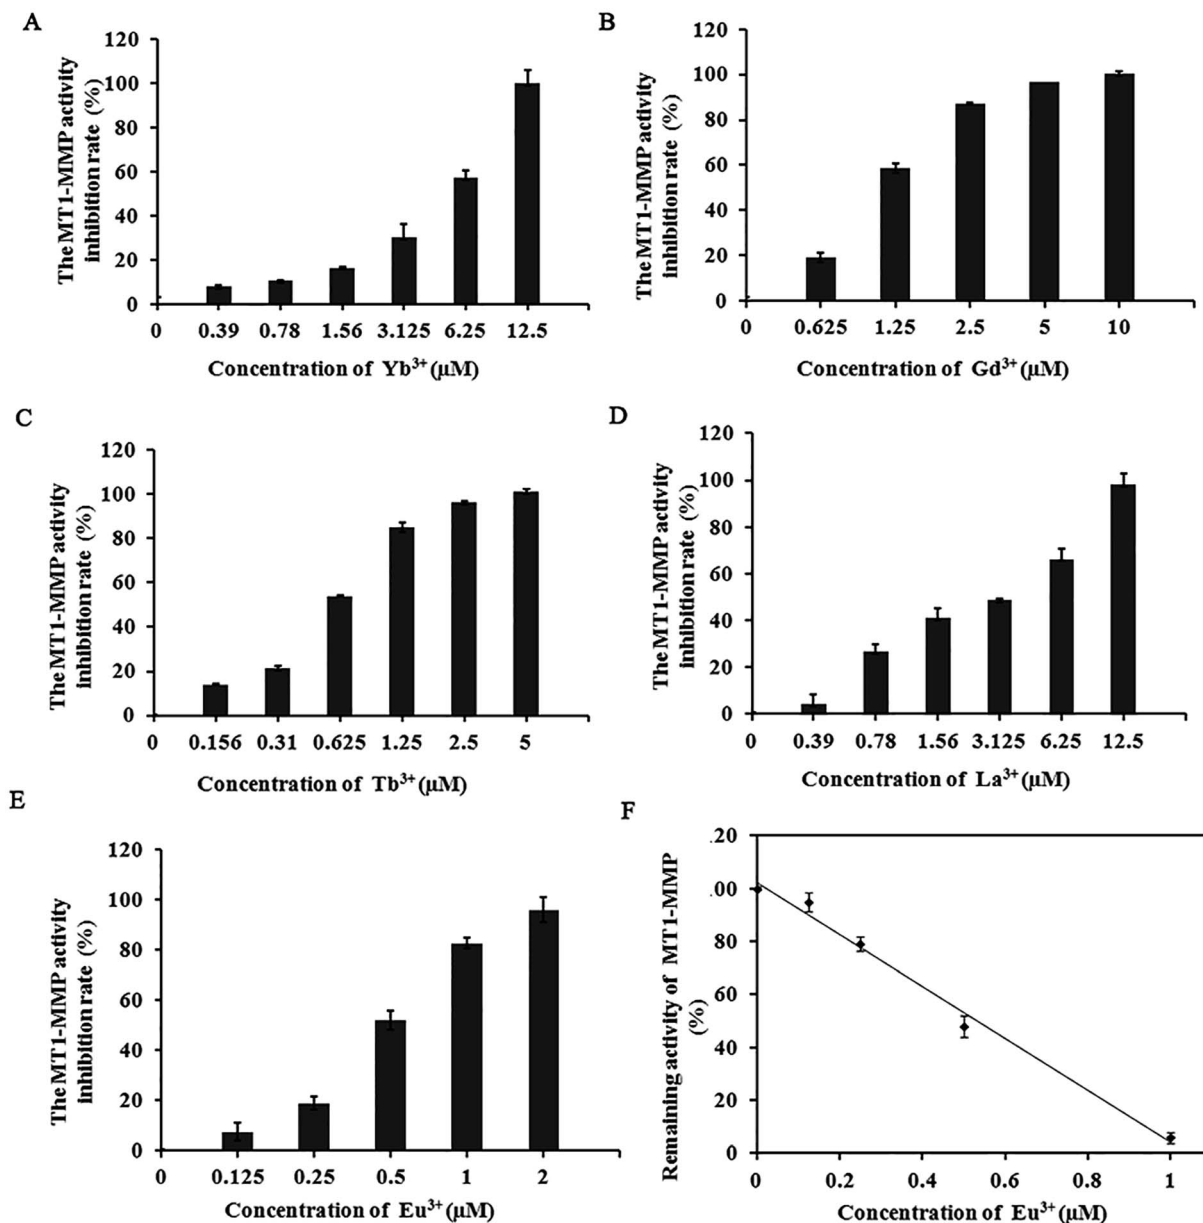 A
The MT1-MMP activity
inhibition rate (%)
120
100
80
60
40
20
0
0 0.39 0.78 1.56 3.125 6.25 12.5
Concentration of Yb³⁺(µM)
B
The MT1-MMP activity
inhibition rate (%)
120
100
80
60
40
20
0
0 0.625 1.25 2.5 5 10
Concentration of Gd³⁺(µM)
C
The MT1-MMP activity
inhibition rate (%)
120
100
80
60
40
20
0
0 0.156 0.31 0.625 1.25 2.5 5
Concentration of Tb³⁺(µM)
D
The MT1-MMP activity
inhibition rate (%)
120
100
80
60
40
20
0
0 0.39 0.78 1.56 3.125 6.25 12.5
Concentration of La³⁺(µM)
E
The MT1-MMP activity
inhibition rate (%)
120
100
80
60
40
20
0
0 0.125 0.25 0.5 1 2
Concentration of Eu³⁺(µM)
F
Remaining activity of MT1-MMP
(%)
.20
.00
80
60
40
20
0
0 0.2 0.4 0.6 0.8 1
Concentration of Eu³⁺(µM)